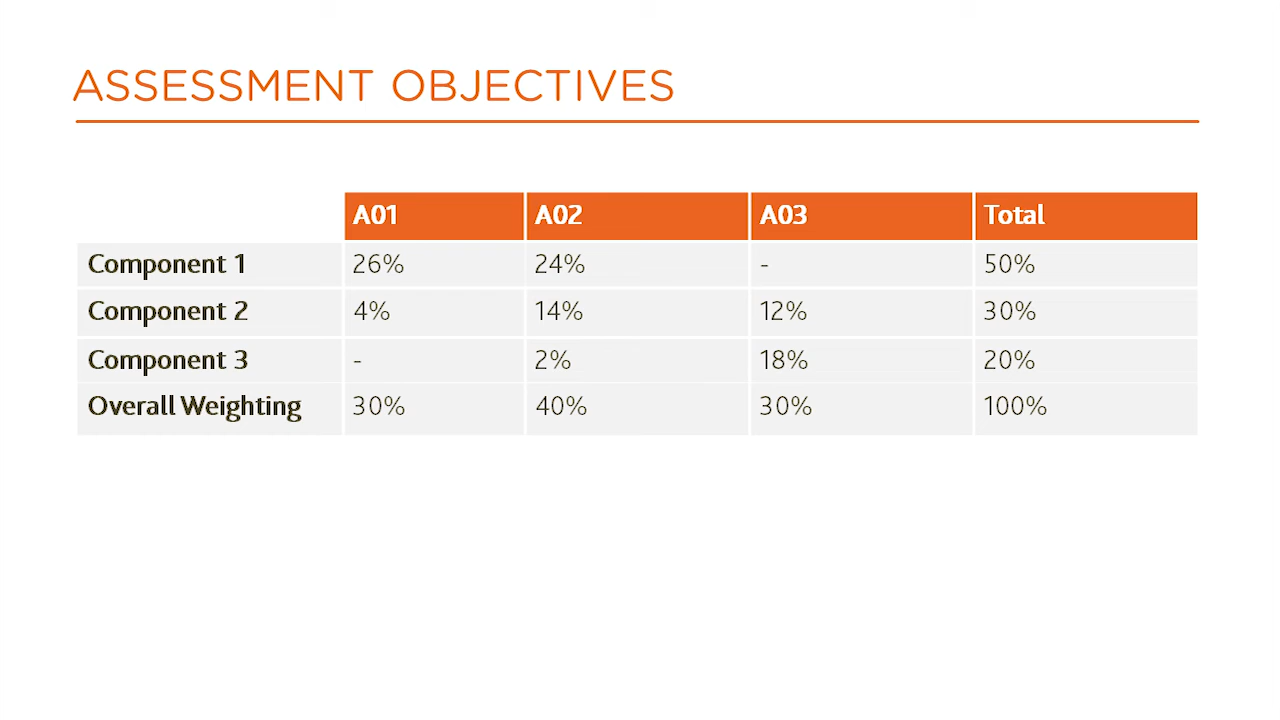 ASSESSMENT OBJECTIVES
A01 A02 A03 Total
Component 1 26% 24% - 50%
Component 2 4% 14% 12% 30%
Component 3 - 2% 18% 20%
Overall Weighting 30% 40% 30% 100%